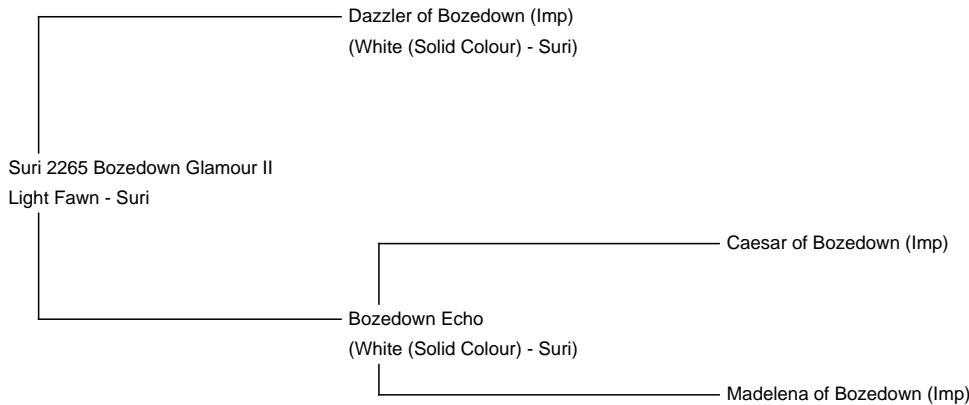 Dazzler of Bozedown (Imp)
(White (Solid Colour) - Suri)
Suri 2265 Bozedown Glamour II
Light Fawn - Suri
Caesar of Bozedown (Imp)
Bozedown Echo
(White (Solid Colour) - Suri)
Madelena of Bozedown (Imp)